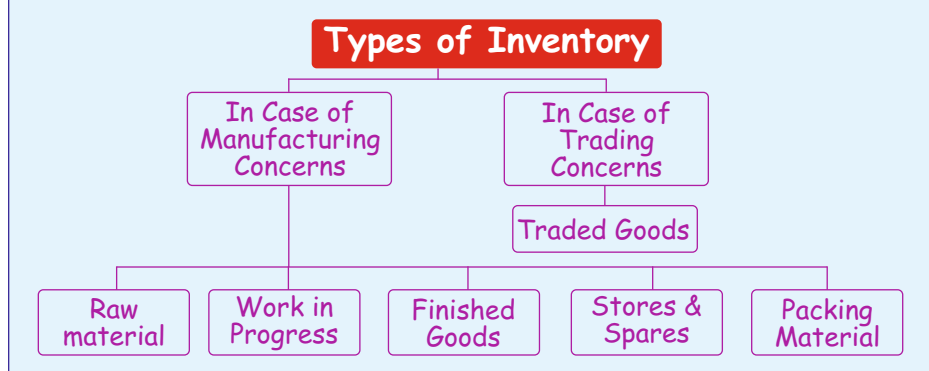 Types of Inventory
In Case of
Manufacturing
Concerns
In Case of
Trading
Concerns
Traded Goods
Raw
material
Work in
Progress
Finished
Goods
Stores &
Spares
Packing
Material